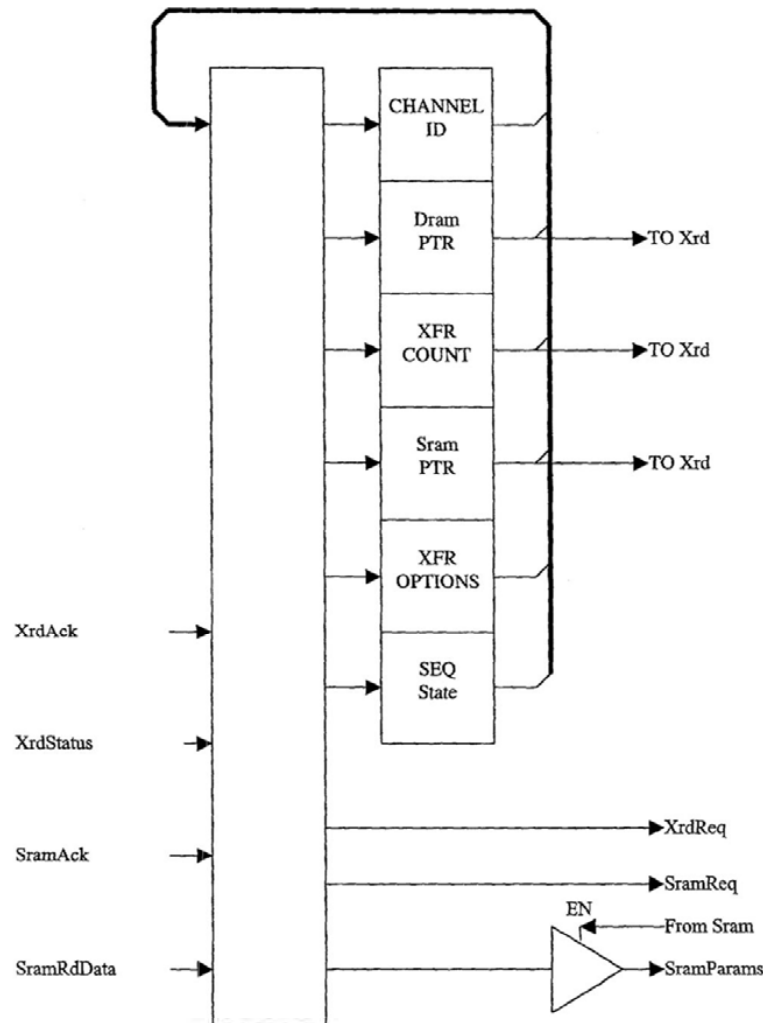 CHANNEL
ID
Dram
PTR
TO Xrd
XFR
COUNT
TO Xrd
Sram
PTR
TO Xrd
XFR
OPTIONS
XrdAck
SEQ
State
XrdStatus
XrdReq
SramAck
SramReq
EN
From Sram
SramRdData
SramParams